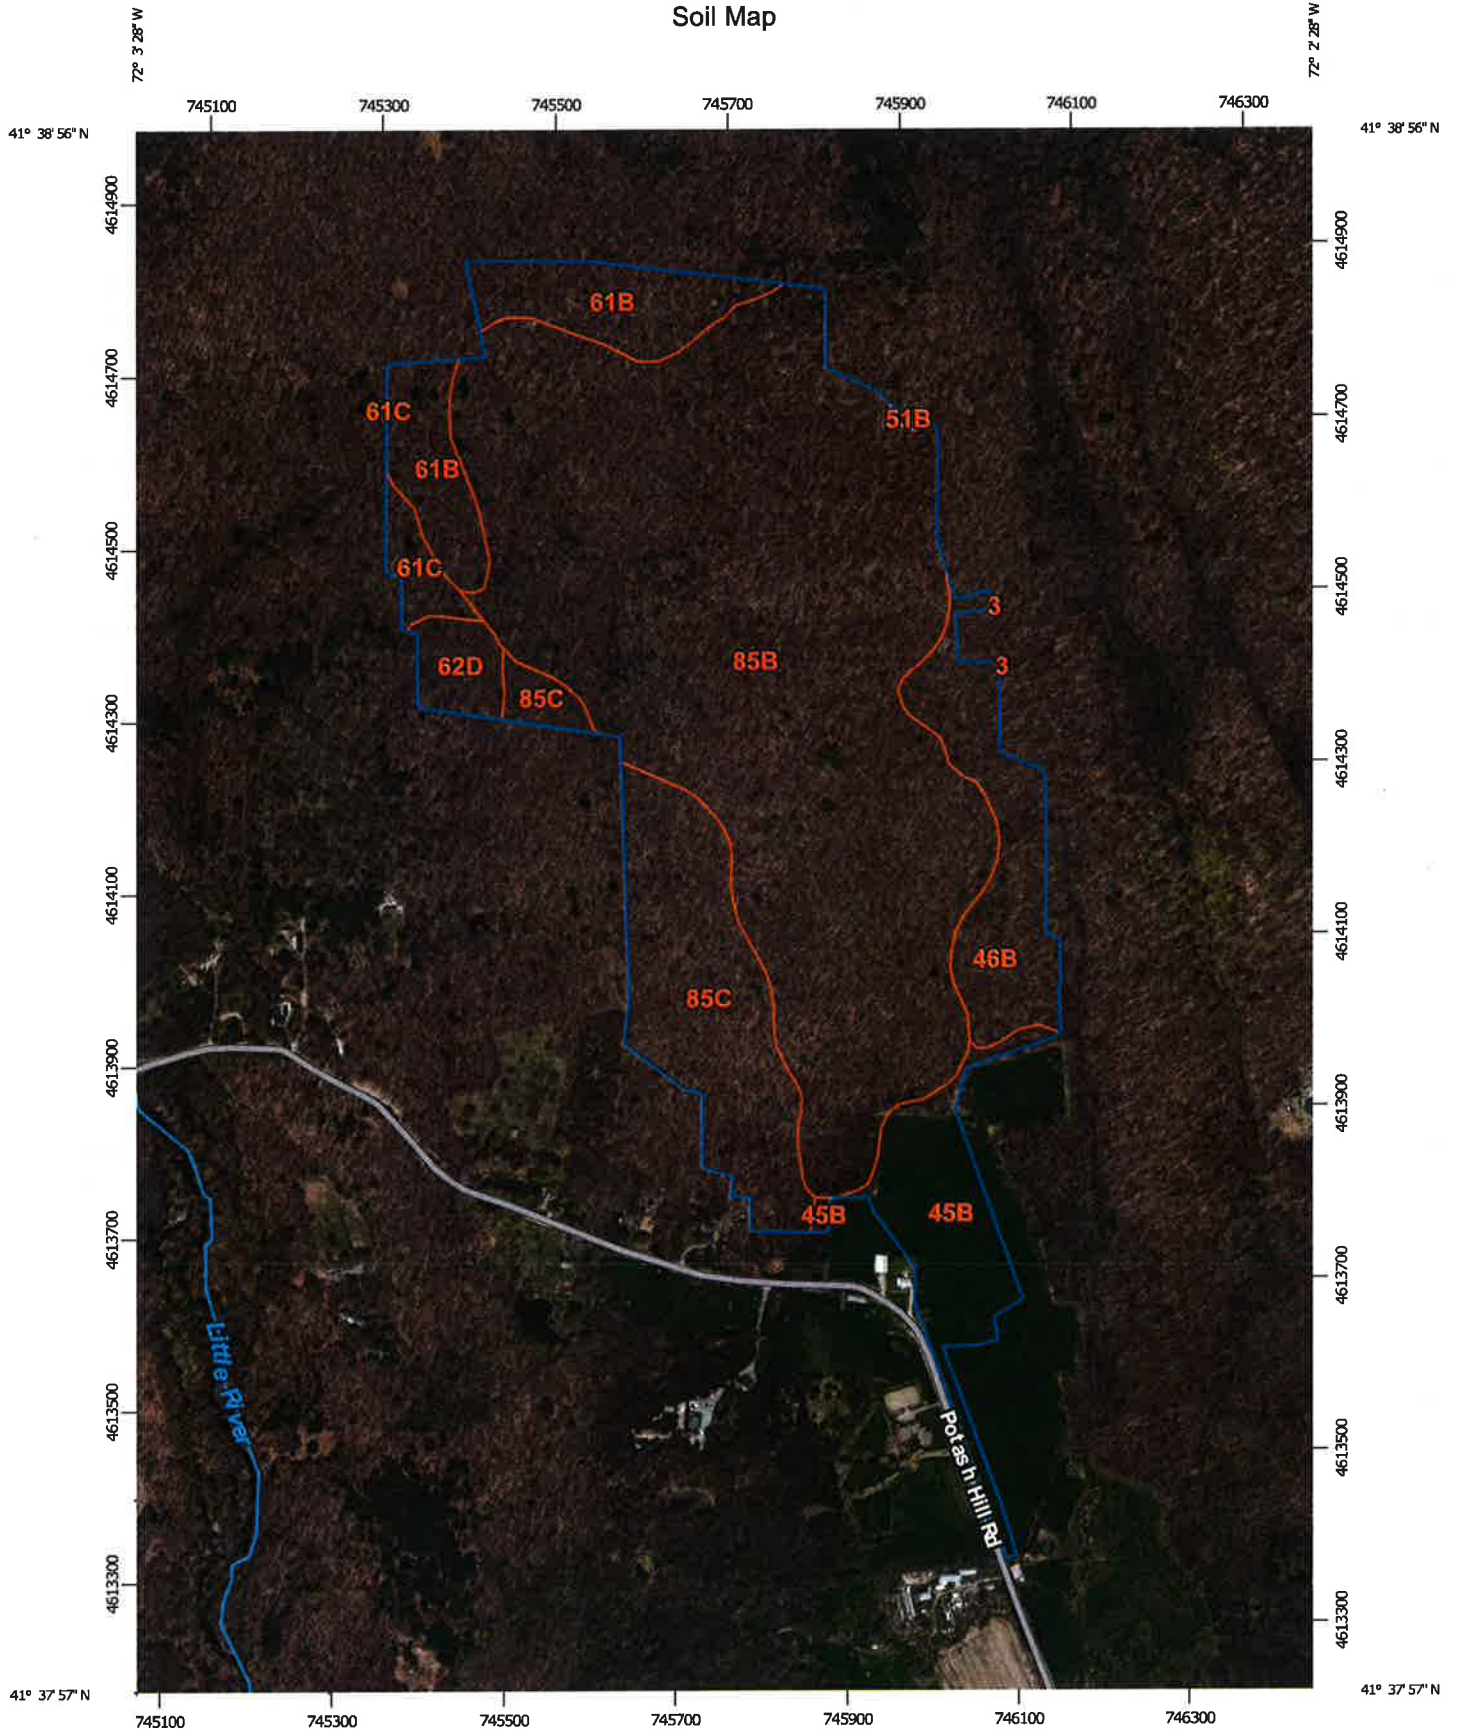 Soil Map
72° 3' 28" W
72° 2' 28" W
745100 745300 745500 745700 745900 746100 746300
41° 38' 56" N
41° 38' 56" N
4614900
4614900
61B
4614700
4614700
61C
51B
61B
4614500
4614500
61C
3
3
85B
62D
85C
4614300
4614300
4614100
4614100
46B
85C
4613900
4613900
45B
45B
4613700
4613700
Little River
4613500
4613500
Potash Hill Rd
4613300
4613300
41° 37' 57" N
41° 37' 57" N
745100 745300 745500 745700 745900 746100 746300